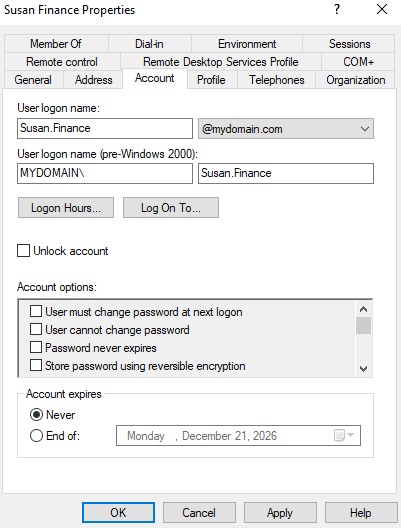 Susan Finance Properties ? ×
Member Of Dial-in Environment Sessions
Remote control Remote Desktop Services Profile COM+
General Address Account Profile Telephones Organization
User logon name:
Susan.Finance @mydomain.com
User logon name (pre-Windows 2000):
MYDOMAIN\ Susan.Finance
Logon Hours... Log On To...
Unlock account
Account options:
User must change password at next logon
User cannot change password
Password never expires
Store password using reversible encryption
Account expires
Never
End of: Monday , December 21, 2026
OK Cancel Apply Help